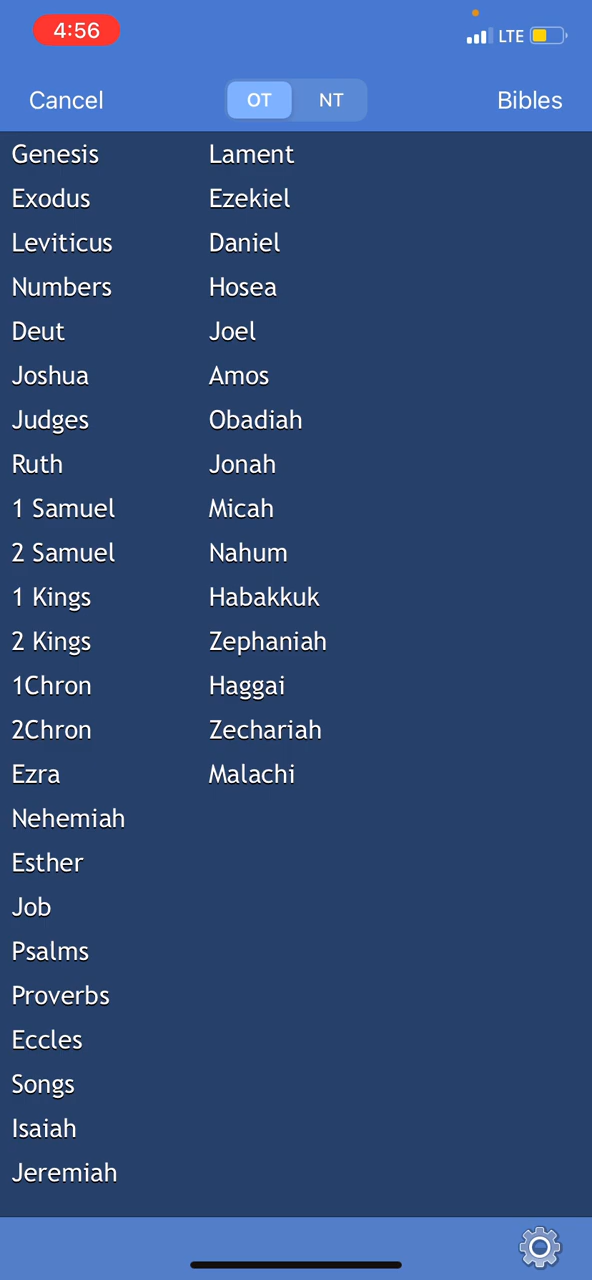 4:56
LTE
Cancel
OT
NT
Bibles
Genesis
Exodus
Leviticus
Numbers
Deut
Joshua
Judges
Ruth
1 Samuel
2 Samuel
1 Kings
2 Kings
1Chron
2Chron
Ezra
Nehemiah
Esther
Job
Psalms
Proverbs
Eccles
Songs
Isaiah
Jeremiah
Lament
Ezekiel
Daniel
Hosea
Joel
Amos
Obadiah
Jonah
Micah
Nahum
Habakkuk
Zephaniah
Haggai
Zechariah
Malachi